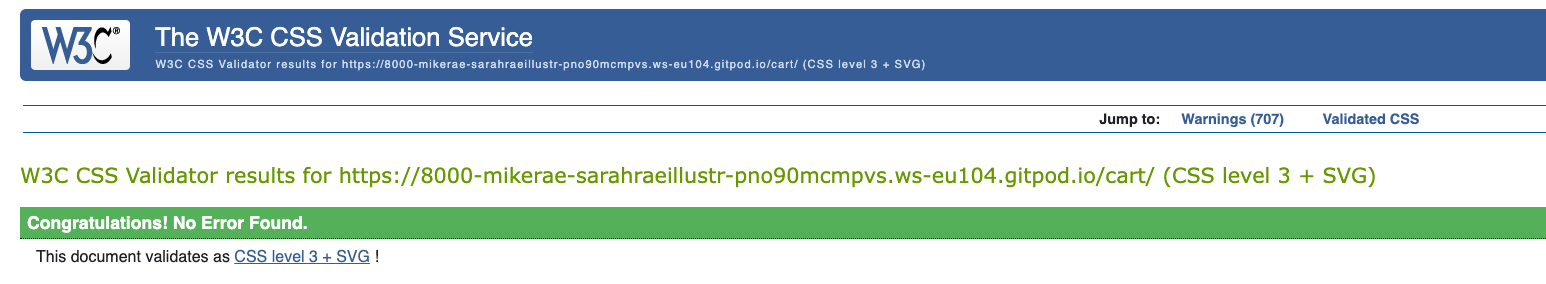 W3C®
The W3C CSS Validation Service
W3C CSS Validator results for https://8000-mikerae-sarahraeillustr-pno90mcmpvs.ws-eu104.gitpod.io/cart/ (CSS level 3 + SVG)
Jump to: Warnings (707) Validated CSS
W3C CSS Validator results for https://8000-mikerae-sarahraeillustr-pno90mcmpvs.ws-eu104.gitpod.io/cart/ (CSS level 3 + SVG)
Congratulations! No Error Found.
This document validates as CSS level 3 + SVG !